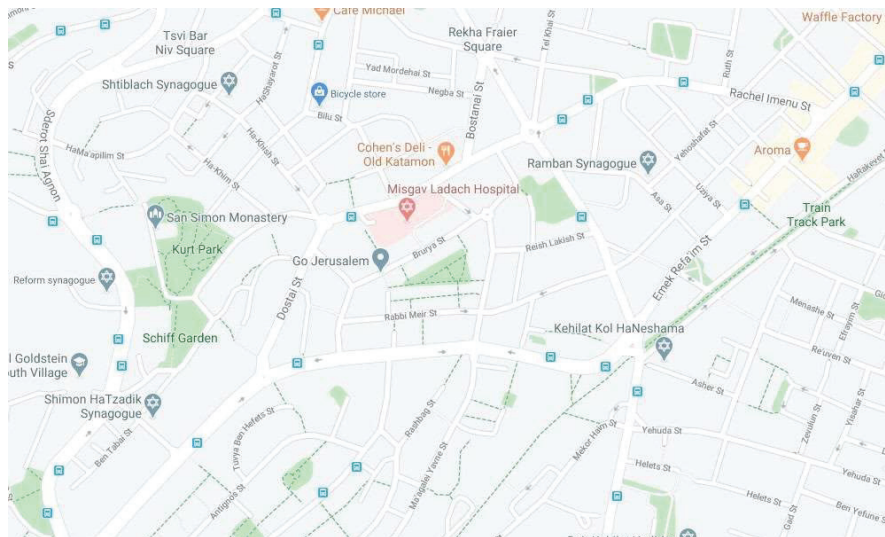 Cafe Michael
Waffle Factory
Tsvi Bar
Niv Square
Rekha Fraier
Square
Tel Khai St
Ruth St
Yad Mordehai St
Shtiblach Synagogue
HaShayarot St
Negba St
Bicycle store
Rachel Imenu St
Bilu St
Bostanai St
Sderot Shai Agnon
HaMa'apilim St
Ha-Khish St
Cohen's Deli -
Old Katamon
Yehoshafat St
Aroma
Ramban Synagogue
Ha-Khim St
HaRakevet
Misgav Ladach Hospital
Asa St
Uzaya St
San Simon Monastery
Train
Track Park
Kurt Park
Brurya St
Reish Lakish St
Emek Refa'im St
Go Jerusalem
Reform synagogue
Dostai St
Menashe St
Efrayim St
Rabbi Meir St
Schiff Garden
Kehilat Kol HaNeshama
Re'uven St
l Goldstein
outh Village
Asher St
Shimon HaTzadik
Synagogue
Rashbag St
Zevulun St
Yisahar St
Tuvya Ben Hefets St
Mekor Haim St
Yehuda St
Ben Tabai St
Ma'agalei Yavne St
Helets St
Yehuda St
Antignos St
Helets St
Gad St
Ben Yefune St